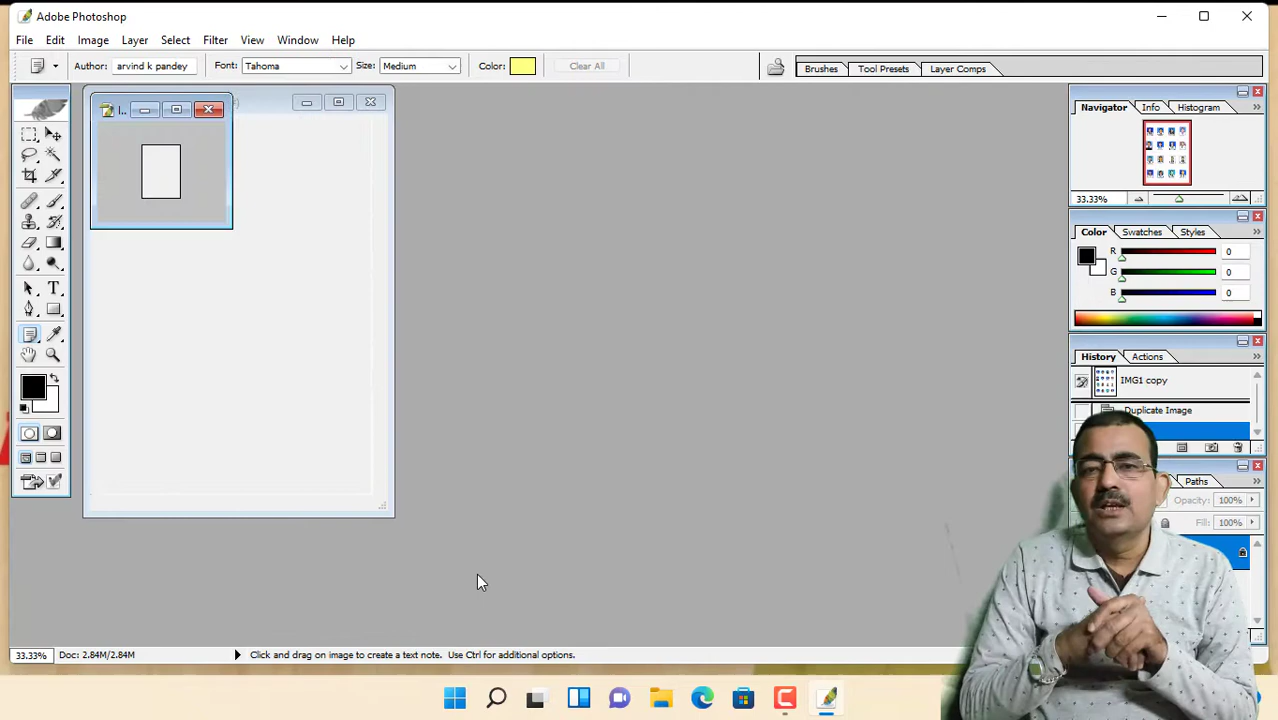 Adobe Photoshop
File Edit Image Layer Select Filter View Window Help
Author: arvind k pandey Font: Tahoma Size: Medium Color: Clear All Brushes Tool Presets Layer Comps
I..
Navigator Info Histogram
33.33%
Color Swatches Styles
R 0
G 0
B 0
History Actions
IMG1 copy
Duplicate Image
Paths
Opacity: 100%
Fill: 100%
33.33% Doc: 2.84M/2.84M Click and drag on image to create a text note. Use Ctrl for additional options.